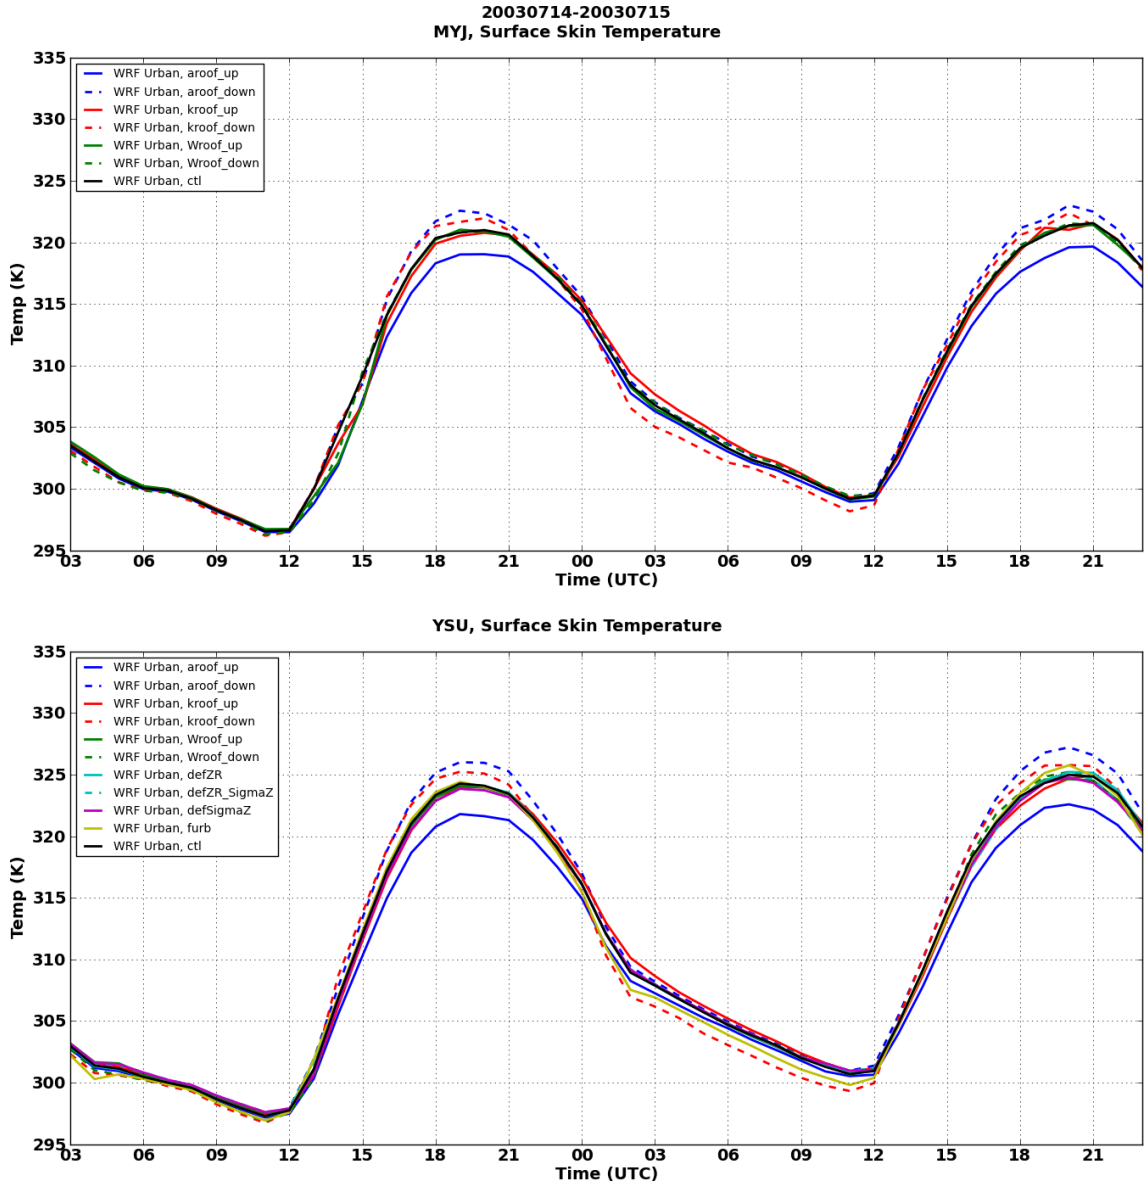 20030714-20030715
MYJ, Surface Skin Temperature
335
330
325
320
315
310
305
300
295
Temp (K)
WRF Urban, aroof_up
WRF Urban, aroof_down
WRF Urban, kroof_up
WRF Urban, kroof_down
WRF Urban, Wroof_up
WRF Urban, Wroof_down
WRF Urban, ctl
03 06 09 12 15 18 21 00 03 06 09 12 15 18 21
Time (UTC)
YSU, Surface Skin Temperature
335
330
325
320
315
310
305
300
295
Temp (K)
WRF Urban, aroof_up
WRF Urban, aroof_down
WRF Urban, kroof_up
WRF Urban, kroof_down
WRF Urban, Wroof_up
WRF Urban, Wroof_down
WRF Urban, defZR
WRF Urban, defZR_SigmaZ
WRF Urban, defSigmaZ
WRF Urban, furb
WRF Urban, ctl
03 06 09 12 15 18 21 00 03 06 09 12 15 18 21
Time (UTC)